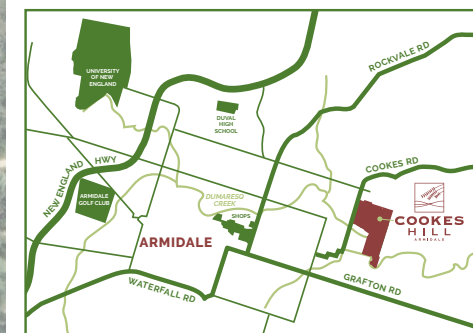 UNIVERSITY
OF NEW
ENGLAND
ROCKVALE RD
DUVAL
HIGH
SCHOOL
NEW ENGLAND HWY
COOKES RD
ARMIDALE
GOLF CLUB
DUMARESQ
CREEK
SHOPS
COOKES
HILL
ARMIDALE
ARMIDALE
WATERFALL RD
GRAFTON RD